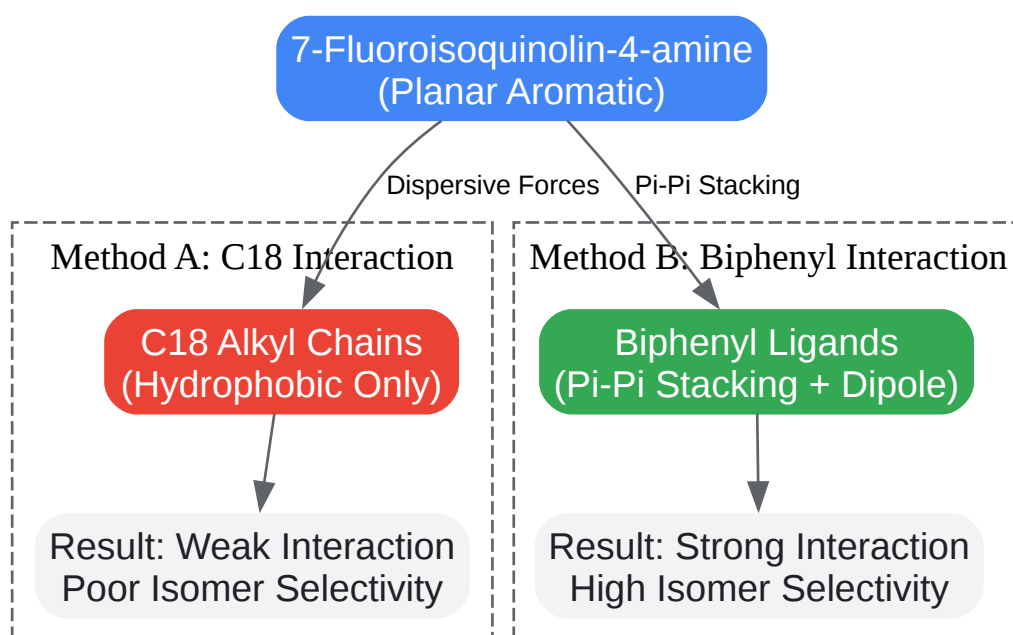 7-Fluoroisoquinolin-4-amine
(Planar Aromatic)
Dispersive Forces
Pi-Pi Stacking
Method A: C18 Interaction
C18 Alkyl Chains
(Hydrophobic Only)
Result: Weak Interaction
Poor Isomer Selectivity
Method B: Biphenyl Interaction
Biphenyl Ligands
(Pi-Pi Stacking + Dipole)
Result: Strong Interaction
High Isomer Selectivity